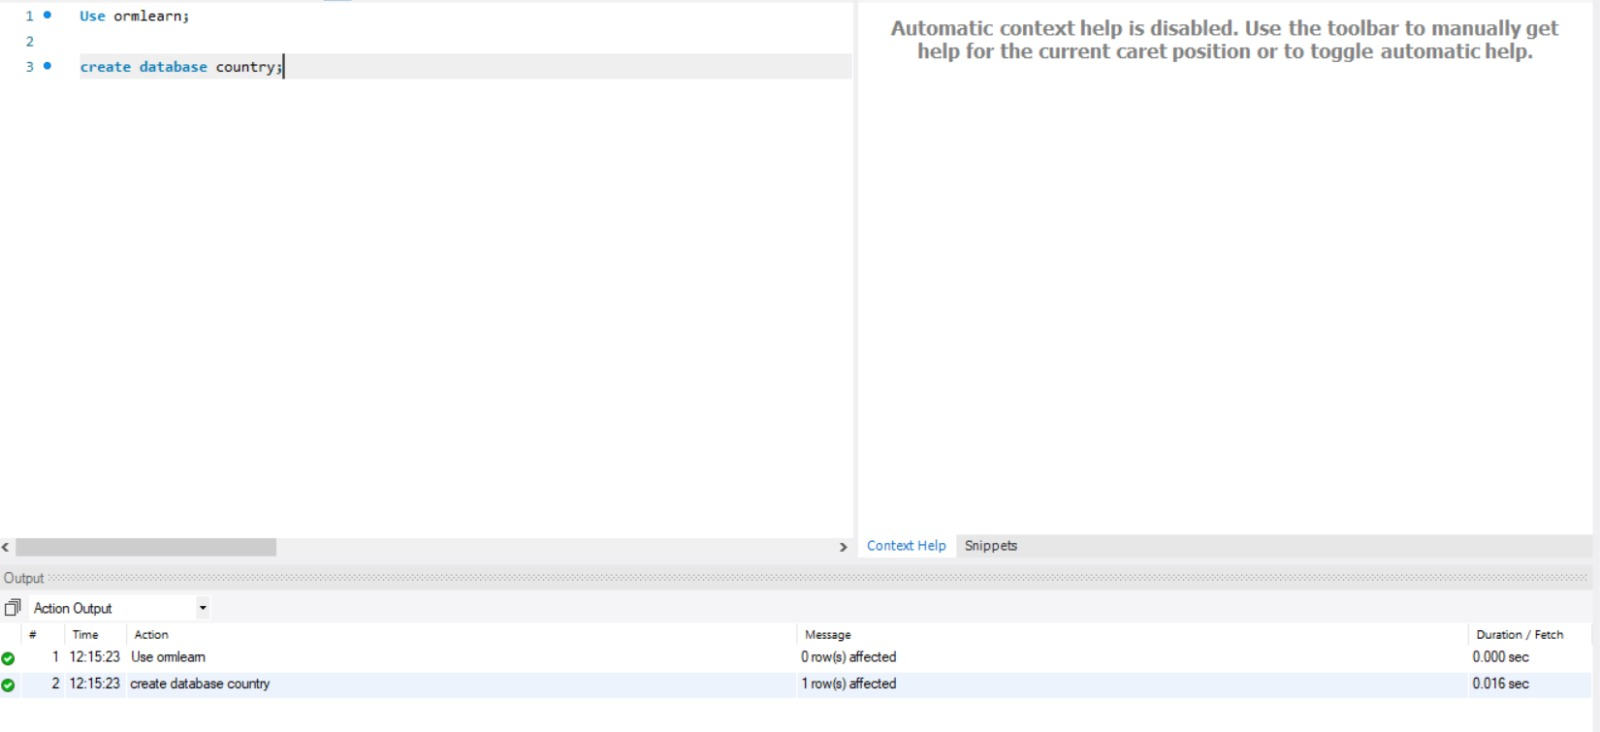 1 Use ormlearn;
2
3 create database country;
Automatic context help is disabled. Use the toolbar to manually get
help for the current caret position or to toggle automatic help.
Context Help Snippets
Output
Action Output
# Time Action Message Duration / Fetch
1 12:15:23 Use ormlearn 0 row(s) affected 0.000 sec
2 12:15:23 create database country 1 row(s) affected 0.016 sec